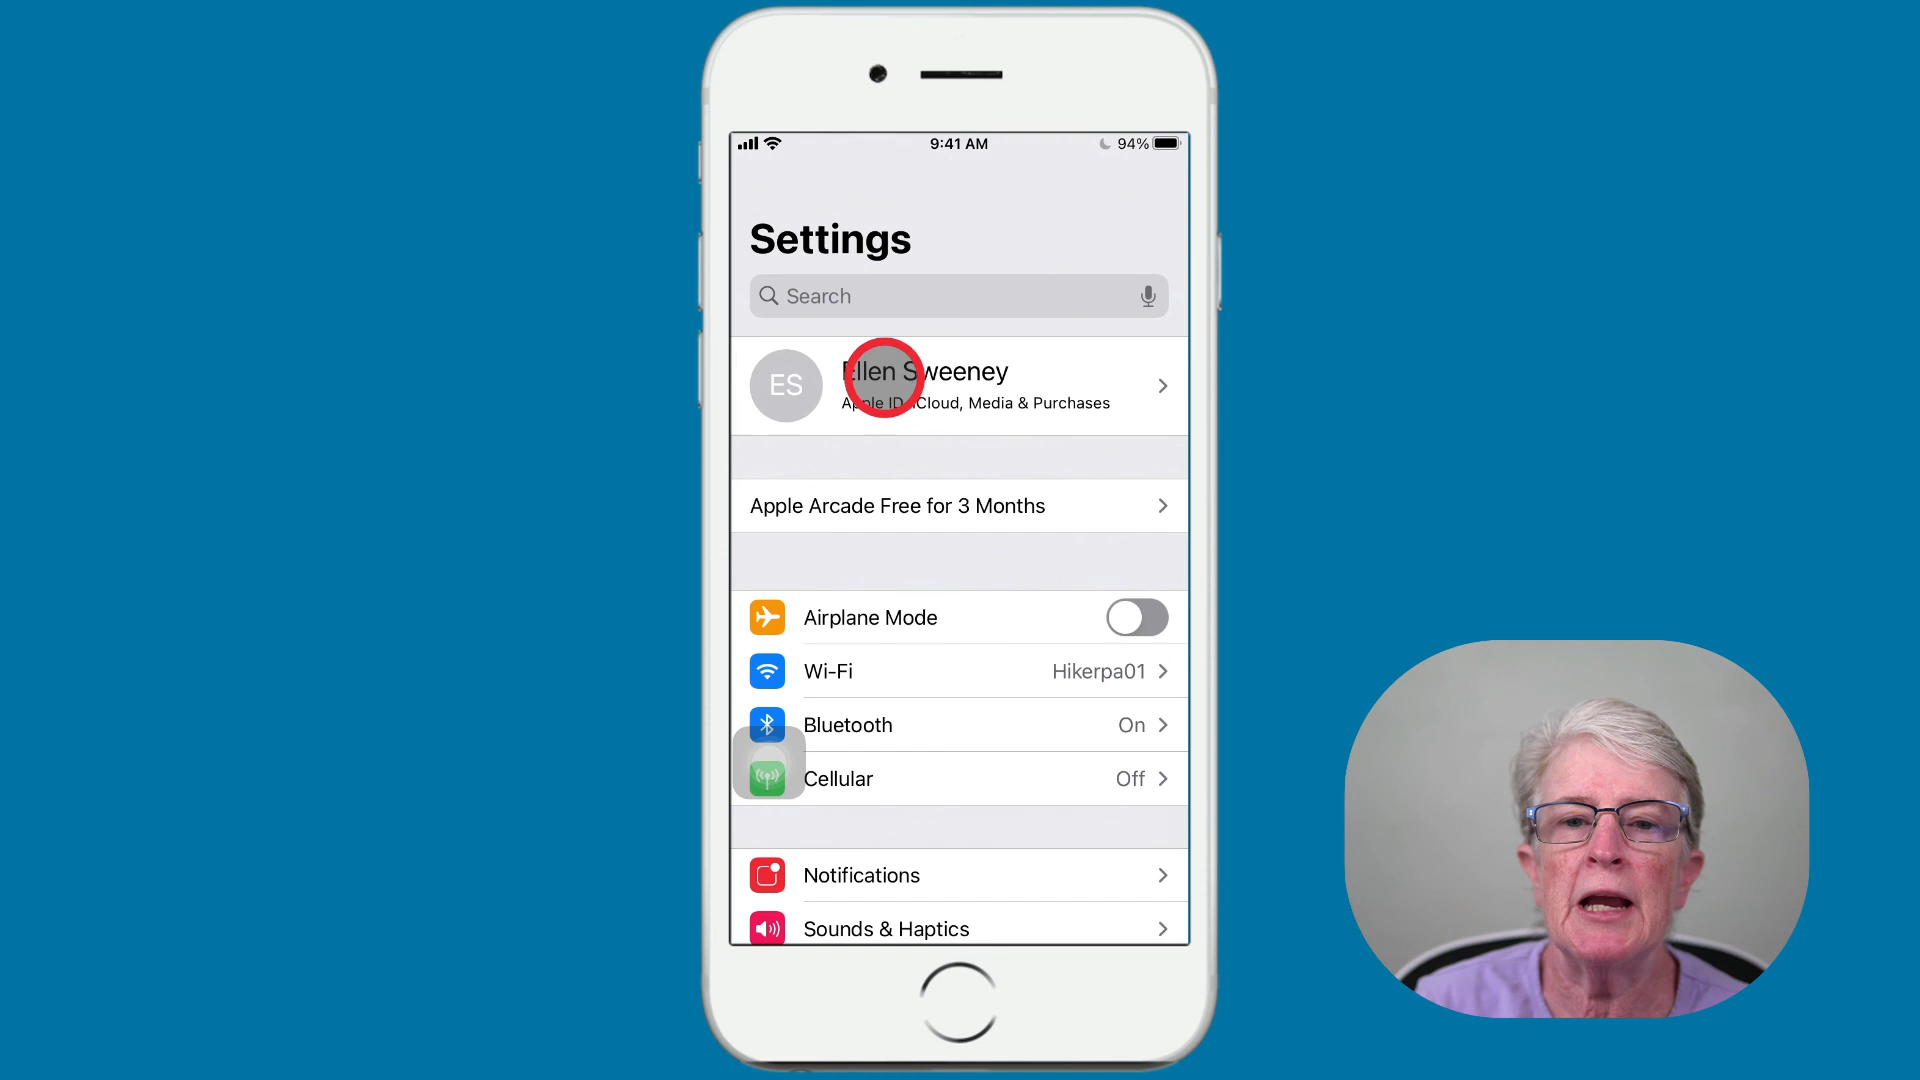 9:41 AM
94%
Settings
Search
ES
Ellen Sweeney
Apple ID, iCloud, Media & Purchases
Apple Arcade Free for 3 Months
Airplane Mode
Wi-Fi Hikerpa01
Bluetooth On
Cellular Off
Notifications
Sounds & Haptics